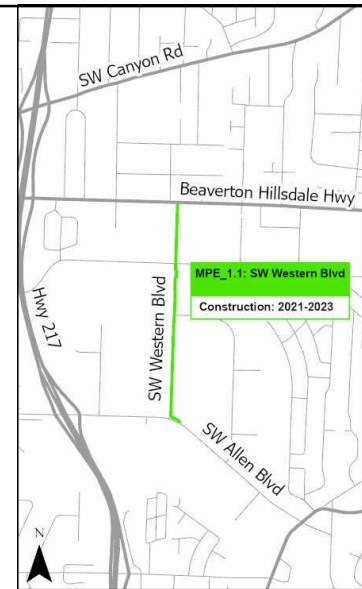 SW Canyon Rd
Beaverton Hillsdale Hwy
MPE_1.1: SW Western Blvd
Construction: 2021-2023
Hwy 217
SW Western Blvd
SW Allen Blvd
N